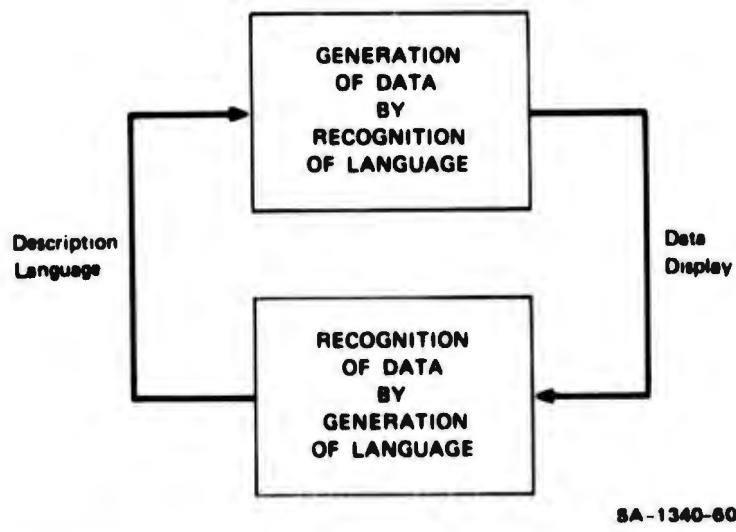 GENERATION
OF DATA
BY
RECOGNITION
OF LANGUAGE
Description
Language
Data
Display
RECOGNITION
OF DATA
BY
GENERATION
OF LANGUAGE
SA-1340-60